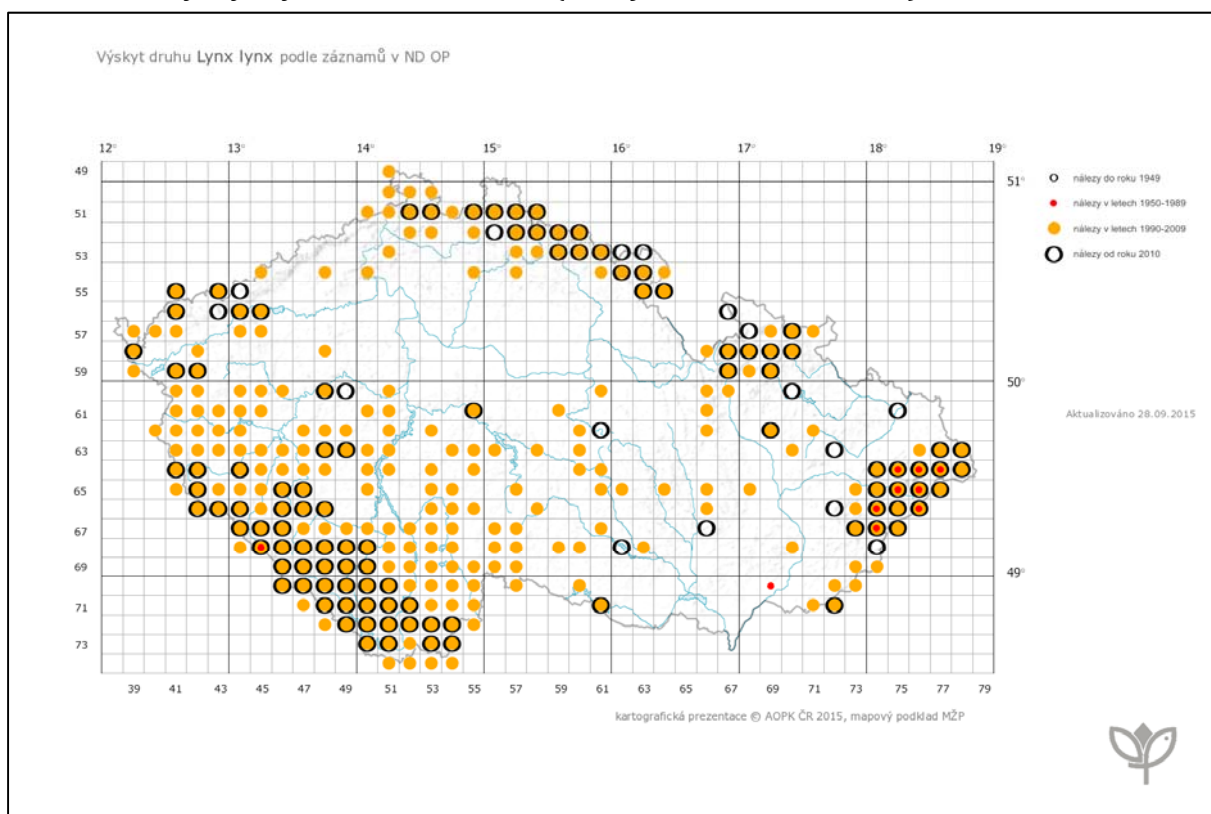 Výskyt druhu Lynx lynx podle záznamů v ND OP
12° 13° 14° 15° 16° 17° 18° 19°
49
51°
nálezy do roku 1949
51
nálezy v letech 1950-1989
nálezy v letech 1990-2009
53
nálezy od roku 2010
55
57
59
50°
61
Aktualizováno 28.09.2015
63
65
67
69
49°
71
73
39 41 43 45 47 49 51 53 55 57 59 61 63 65 67 69 71 73 75 77 79
kartografická prezentace © AOPK ČR 2015, mapový podklad MŽP